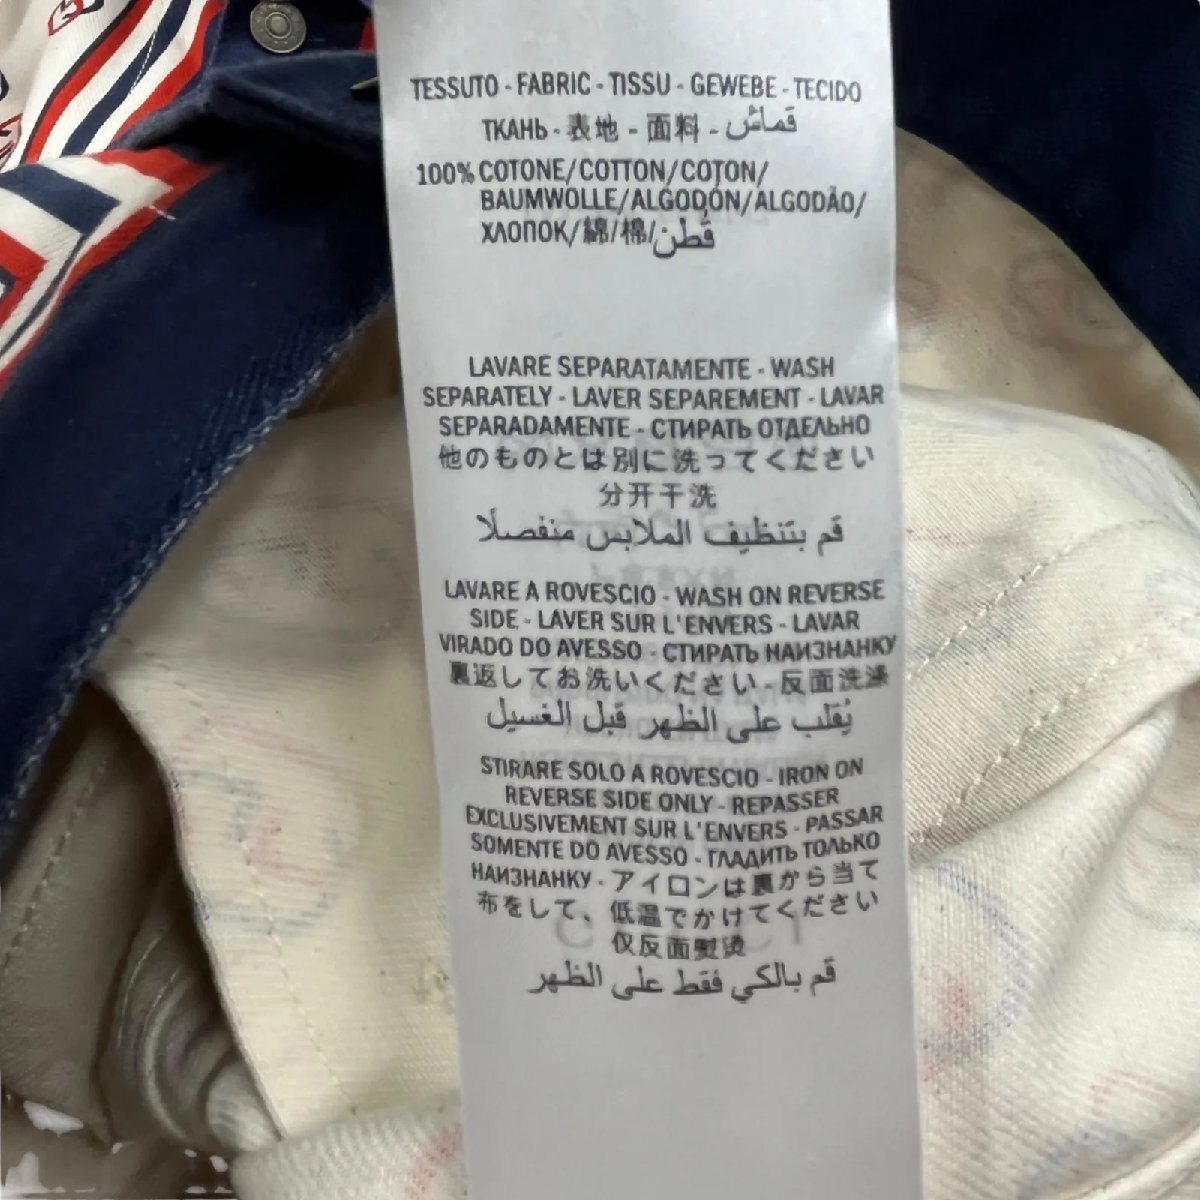 TESSUTO - FABRIC - TISSU - GEWEBE - TECIDO
ТКАНЬ - 表地 - 面料 - قماش
100% COTONE/COTTON/COTON/
BAUMWOLLE/ALGODÓN/ALGODÃO/
ХЛОПОК/綿/棉/قطن
LAVARE SEPARATAMENTE - WASH
SEPARATELY - LAVER SEPAREMENT - LAVAR
SEPARADAMENTE - СТИРАТЬ ОТДЕЛЬНО
他のものとは別に洗ってください
分开干洗
قم بتنظيف الملابس منفصلا
LAVARE A ROVESCIO - WASH ON REVERSE
SIDE - LAVER SUR L'ENVERS - LAVAR
VIRADO DO AVESSO - СТИРАТЬ НАИЗНАНКУ
裏返してお洗いください - 反面洗涤
يُقلب على الظهر قبل الغسيل
STIRARE SOLO A ROVESCIO - IRON ON
REVERSE SIDE ONLY - REPASSER
EXCLUSIVEMENT SUR L'ENVERS - PASSAR
SOMENTE DO AVESSO - ГЛАДИТЬ ТОЛЬКО
НАИЗНАНКУ - アイロンは裏から当て
布をして、低温でかけてください
仅反面熨烫
قم بالكي فقط على الظهر